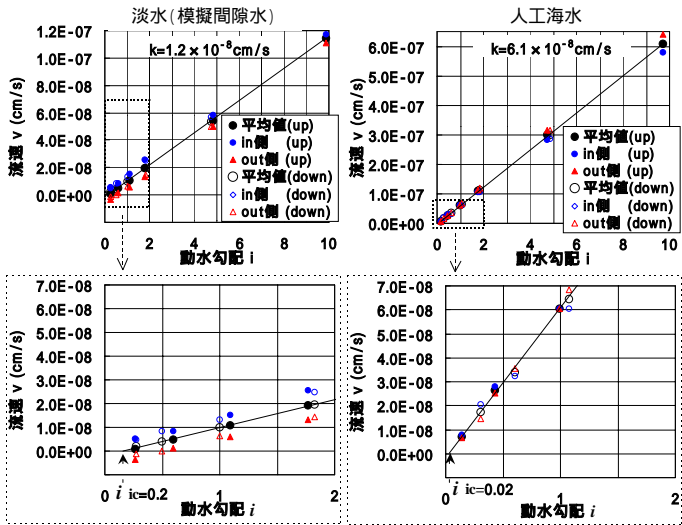 淡水(模擬間隙水)
1.2E-07
1.0E-07
8.0E-08
6.0E-08
4.0E-08
2.0E-08
0.0E+00
流速 v (cm/s)
k=1.2×10⁻⁸cm/s
平均値(up)
in側 (up)
out側 (up)
平均値(down)
in側 (down)
out側 (down)
0 2 4 6 8 10
動水勾配 i
人工海水
6.0E-07
5.0E-07
4.0E-07
3.0E-07
2.0E-07
1.0E-07
0.0E+00
流速 v (cm/s)
k=6.1×10⁻⁸cm/s
平均値(up)
in側 (up)
out側 (up)
平均値(down)
in側 (down)
out側 (down)
0 2 4 6 8 10
動水勾配 i
7.0E-08
6.0E-08
5.0E-08
4.0E-08
3.0E-08
2.0E-08
1.0E-08
0.0E+00
流速 v (cm/s)
0 1 2
i ic=0.2
動水勾配 i
7.0E-08
6.0E-08
5.0E-08
4.0E-08
3.0E-08
2.0E-08
1.0E-08
0.0E+00
流速 v (cm/s)
0 1 2
i ic=0.02
動水勾配 i